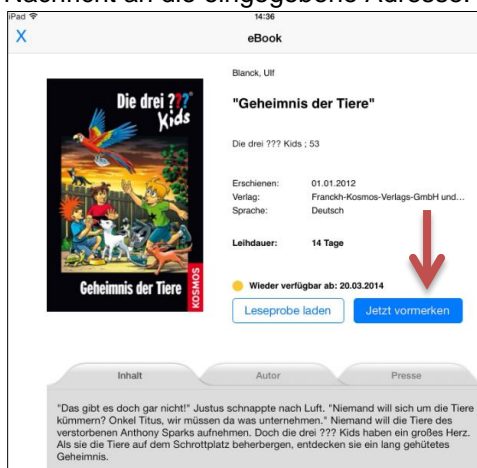 Nachricht an die eingegebene Adresse.
iPad 14:36
X eBook
Blanck, Ulf
"Geheimnis der Tiere"
Die drei ??? Kids ; 53
Erschienen: 01.01.2012
Verlag: Franckh-Kosmos-Verlags-GmbH und...
Sprache: Deutsch
Leihdauer: 14 Tage
Wieder verfügbar ab: 20.03.2014
Leseprobe laden Jetzt vormerken
Die drei ???
Kids
Geheimnis der Tiere
KOSMOS
Inhalt Autor Presse
"Das gibt es doch gar nicht!" Justus schnappte nach Luft. "Niemand will sich um die Tiere
kümmern? Onkel Titus, wir müssen da was unternehmen." Niemand will die Tiere des
verstorbenen Anthony Sparks aufnehmen. Doch die drei ??? Kids haben ein großes Herz.
Als sie die Tiere auf dem Schrottplatz beherbergen, entdecken sie ein lang gehütetes
Geheimnis.